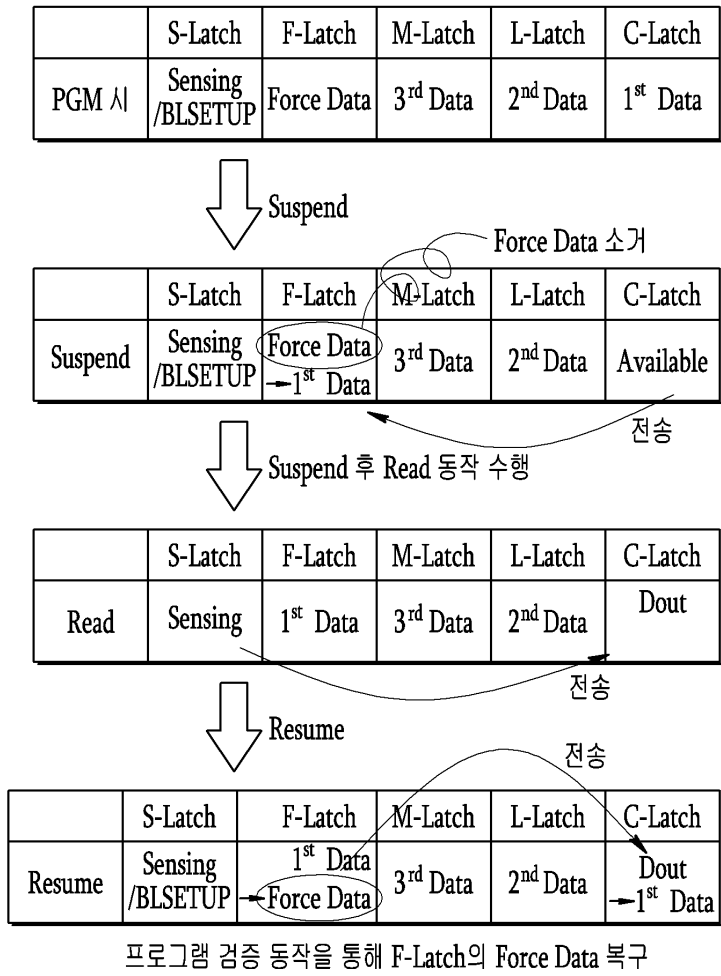 S-Latch F-Latch M-Latch L-Latch C-Latch
PGM 시 Sensing /BLSETUP Force Data 3rd Data 2nd Data 1st Data
Suspend
Force Data 소거
S-Latch F-Latch M-Latch L-Latch C-Latch
Suspend Sensing /BLSETUP Force Data →1st Data 3rd Data 2nd Data Available
전송
Suspend 후 Read 동작 수행
S-Latch F-Latch M-Latch L-Latch C-Latch
Read Sensing 1st Data 3rd Data 2nd Data Dout
전송
Resume
전송
S-Latch F-Latch M-Latch L-Latch C-Latch
Resume Sensing /BLSETUP 1st Data →Force Data 3rd Data 2nd Data Dout →1st Data
프로그램 검증 동작을 통해 F-Latch의 Force Data 복구